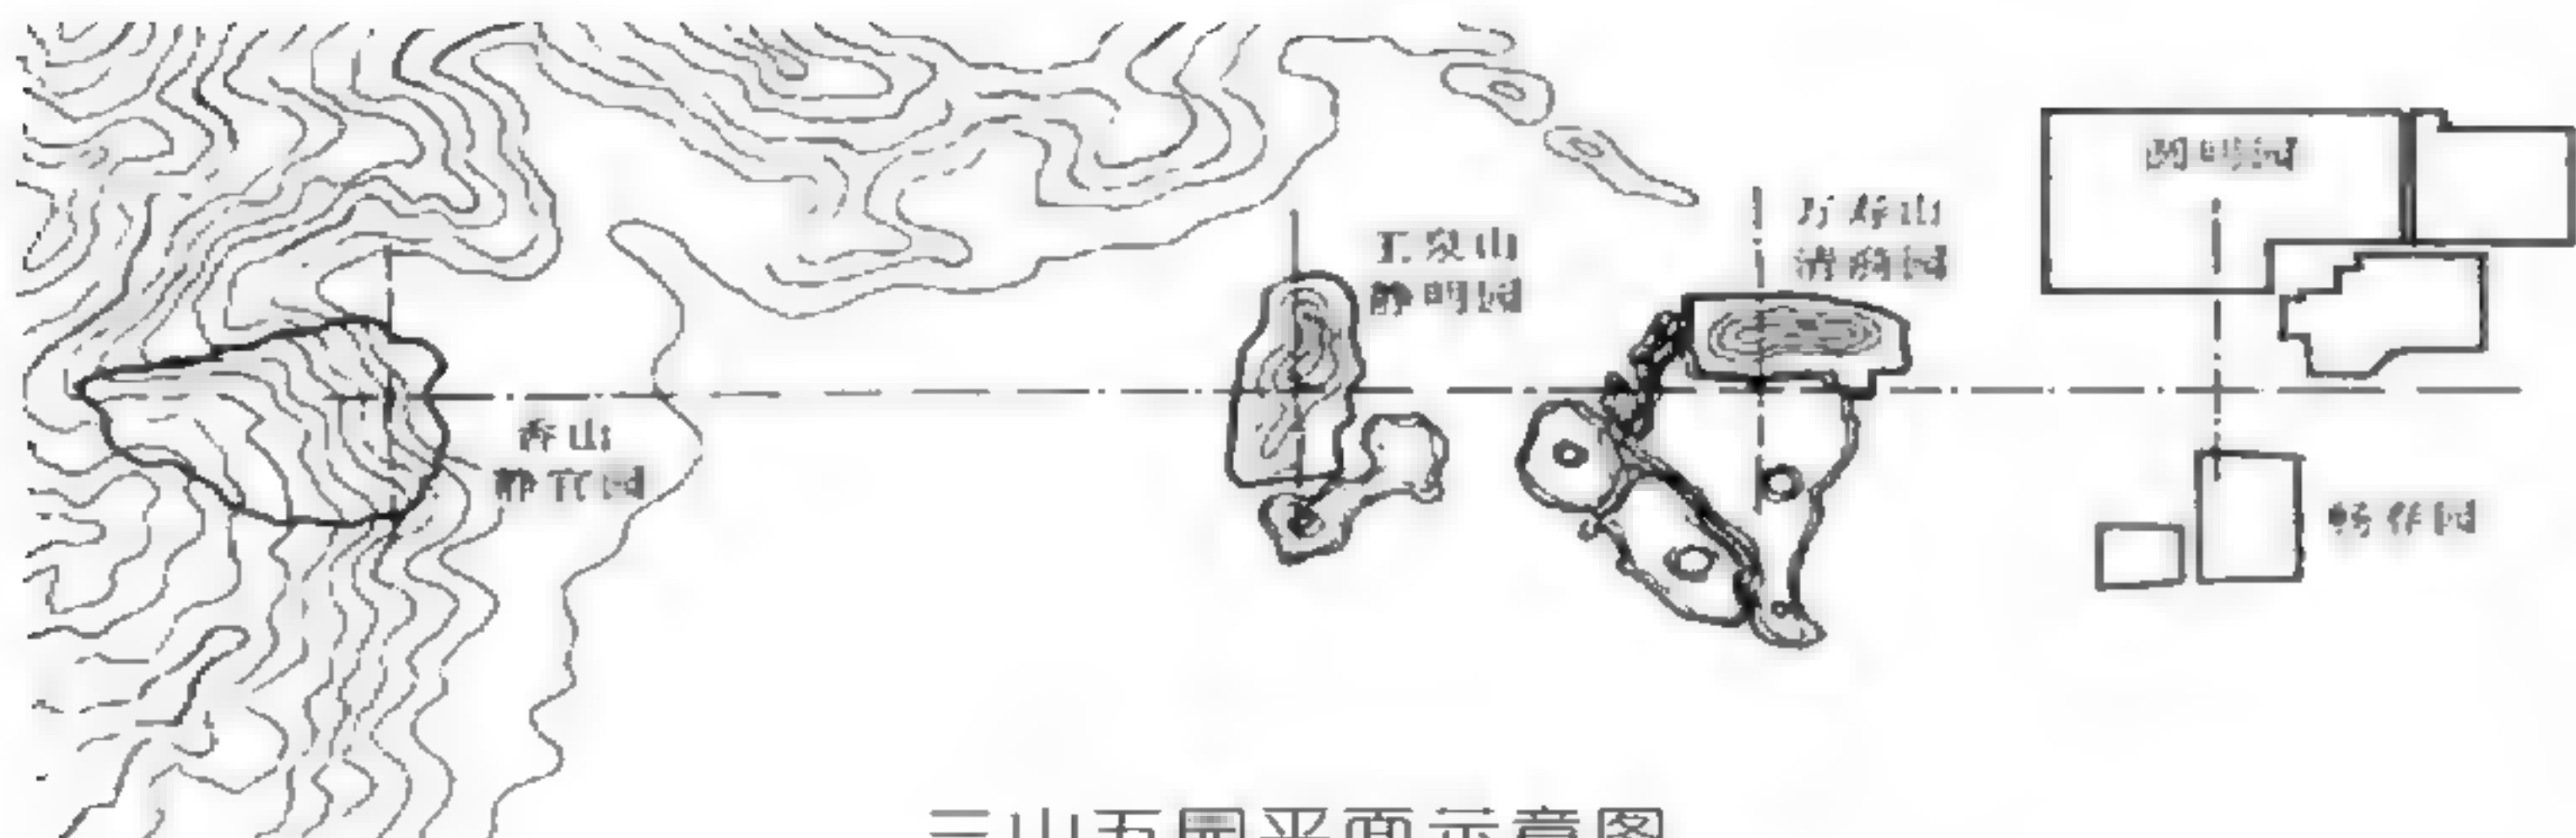 香山
静宜园
玉泉山
静明园
万寿山
清漪园
圆明园
畅春园
三山五园平面示意图